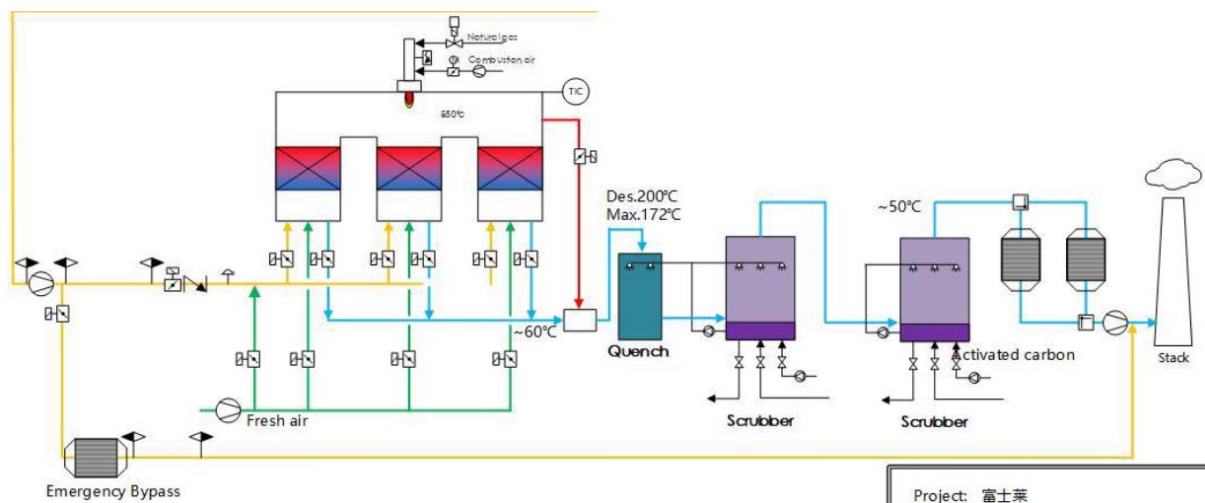 Natural gas
Combustion air
TIC
850℃
Des.200℃
Max.172℃
~50℃
~60℃
Quench
Activated carbon
Stack
Fresh air
Scrubber
Scrubber
Emergency Bypass
Project: 富士莱